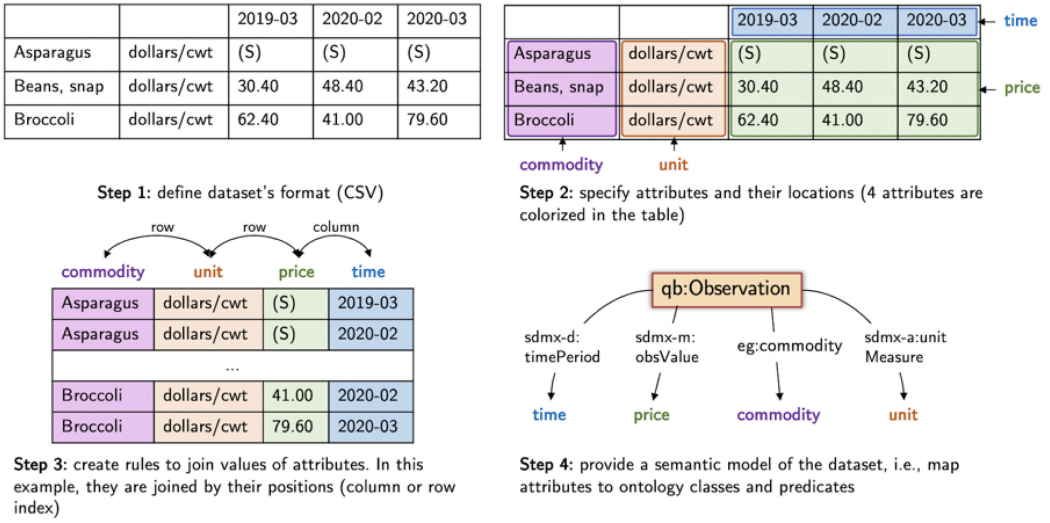 2019-03 2020-02 2020-03
Asparagus dollars/cwt (S) (S) (S)
Beans, snap dollars/cwt 30.40 48.40 43.20
Broccoli dollars/cwt 62.40 41.00 79.60
Step 1: define dataset's format (CSV)
2019-03 2020-02 2020-03 time
Asparagus dollars/cwt (S) (S) (S)
Beans, snap dollars/cwt 30.40 48.40 43.20 price
Broccoli dollars/cwt 62.40 41.00 79.60
commodity unit
Step 2: specify attributes and their locations (4 attributes are
colorized in the table)
row row column
commodity unit price time
Asparagus dollars/cwt (S) 2019-03
Asparagus dollars/cwt (S) 2020-02
...
Broccoli dollars/cwt 41.00 2020-02
Broccoli dollars/cwt 79.60 2020-03
Step 3: create rules to join values of attributes. In this
example, they are joined by their positions (column or row
index)
qb:Observation
sdmx-d:
timePeriod
sdmx-m:
obsValue
eg:commodity
sdmx-a:unit
Measure
time price commodity unit
Step 4: provide a semantic model of the dataset, i.e., map
attributes to ontology classes and predicates